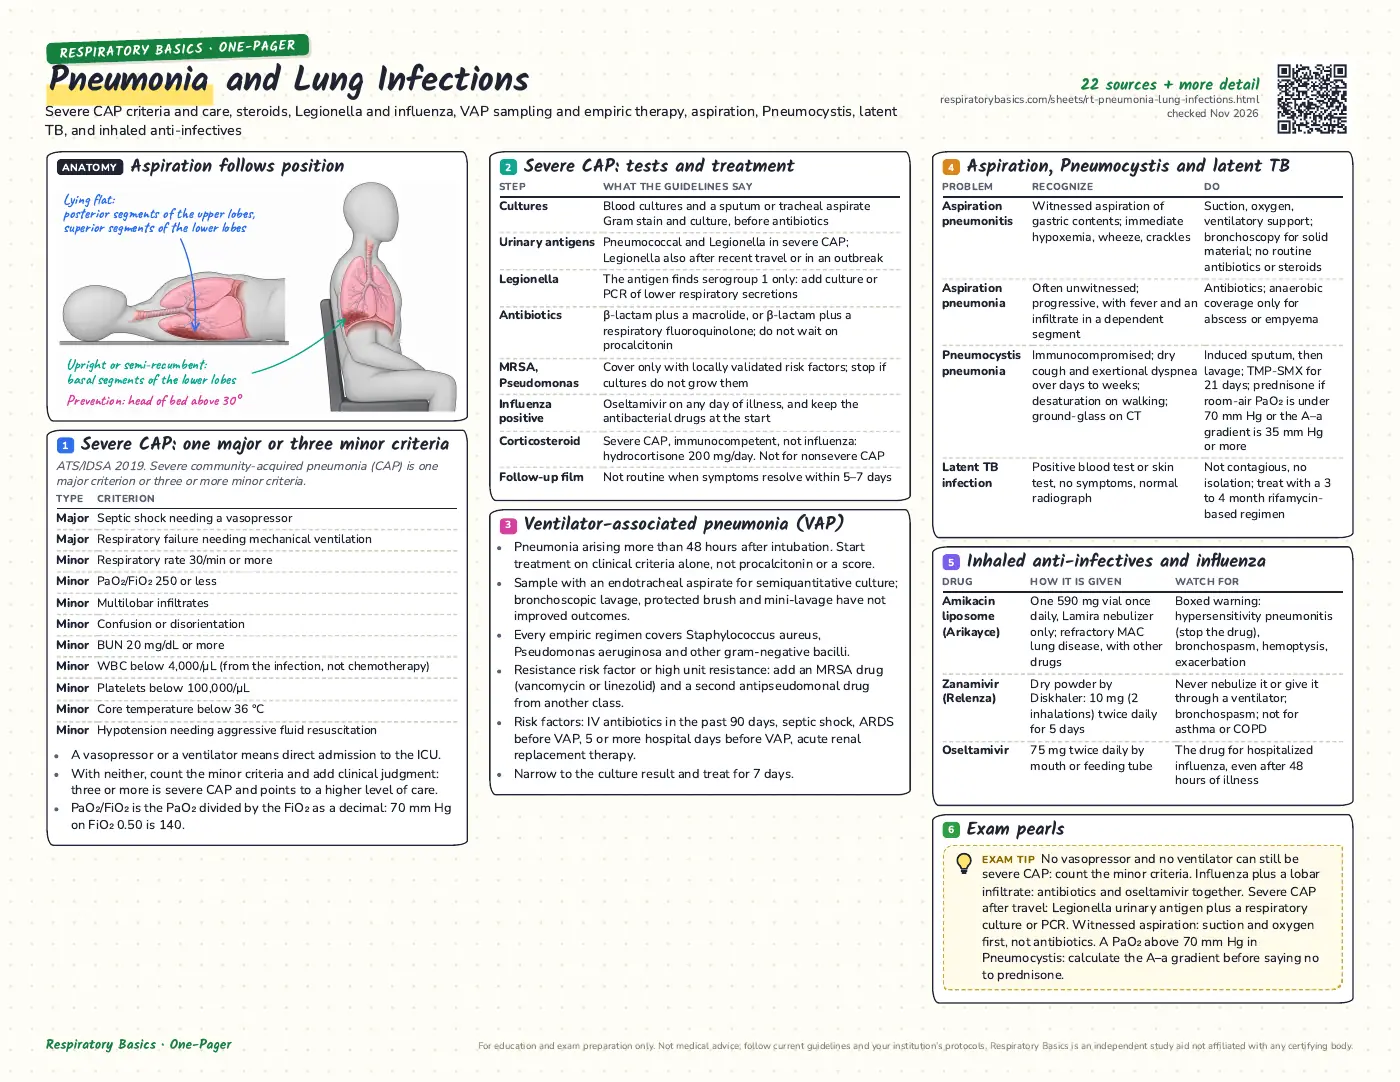 RESPIRATORY BASICS · ONE-PAGER
Pneumonia and Lung Infections
Severe CAP criteria and care, steroids, Legionella and influenza, VAP sampling and empiric therapy, aspiration, Pneumocystis, latent
TB, and inhaled anti-infectives
22 sources + more detail
respiratorybasics.com/sheets/rt-pneumonia-lung-infections.html
checked Nov 2026
ANATOMY Aspiration follows position
Lying flat:
posterior segments of the upper lobes,
superior segments of the lower lobes
Upright or semi-recumbent:
basal segments of the lower lobes
Prevention: head of bed above 30°
1 Severe CAP: one major or three minor criteria
ATS/IDSA 2019. Severe community-acquired pneumonia (CAP) is one
major criterion or three or more minor criteria.
TYPE CRITERION
Major Septic shock needing a vasopressor
Major Respiratory failure needing mechanical ventilation
Minor Respiratory rate 30/min or more
Minor PaO₂/FiO₂ 250 or less
Minor Multilobar infiltrates
Minor Confusion or disorientation
Minor BUN 20 mg/dL or more
Minor WBC below 4,000/µL (from the infection, not chemotherapy)
Minor Platelets below 100,000/µL
Minor Core temperature below 36 °C
Minor Hypotension needing aggressive fluid resuscitation
• A vasopressor or a ventilator means direct admission to the ICU.
• With neither, count the minor criteria and add clinical judgment:
three or more is severe CAP and points to a higher level of care.
• PaO₂/FiO₂ is the PaO₂ divided by the FiO₂ as a decimal: 70 mm Hg
on FiO₂ 0.50 is 140.
2 Severe CAP: tests and treatment
STEP WHAT THE GUIDELINES SAY
Cultures Blood cultures and a sputum or tracheal aspirate
Gram stain and culture, before antibiotics
Urinary antigens Pneumococcal and Legionella in severe CAP;
Legionella also after recent travel or in an outbreak
Legionella The antigen finds serogroup 1 only: add culture or
PCR of lower respiratory secretions
Antibiotics β-lactam plus a macrolide, or β-lactam plus a
respiratory fluoroquinolone; do not wait on
procalcitonin
MRSA, Cover only with locally validated risk factors; stop if
Pseudomonas cultures do not grow them
Influenza Oseltamivir on any day of illness, and keep the
positive antibacterial drugs at the start
Corticosteroid Severe CAP, immunocompetent, not influenza:
hydrocortisone 200 mg/day. Not for nonsevere CAP
Follow-up film Not routine when symptoms resolve within 5–7 days
3 Ventilator-associated pneumonia (VAP)
• Pneumonia arising more than 48 hours after intubation. Start
treatment on clinical criteria alone, not procalcitonin or a score.
• Sample with an endotracheal aspirate for semiquantitative culture;
bronchoscopic lavage, protected brush and mini-lavage have not
improved outcomes.
• Every empiric regimen covers Staphylococcus aureus,
Pseudomonas aeruginosa and other gram-negative bacilli.
• Resistance risk factor or high unit resistance: add an MRSA drug
(vancomycin or linezolid) and a second antipseudomonal drug
from another class.
• Risk factors: IV antibiotics in the past 90 days, septic shock, ARDS
before VAP, 5 or more hospital days before VAP, acute renal
replacement therapy.
• Narrow to the culture result and treat for 7 days.
4 Aspiration, Pneumocystis and latent TB
PROBLEM RECOGNIZE DO
Aspiration Witnessed aspiration of Suction, oxygen,
pneumonitis gastric contents; immediate ventilatory support;
hypoxemia, wheeze, crackles bronchoscopy for solid
material; no routine
antibiotics or steroids
Aspiration Often unwitnessed; Antibiotics; anaerobic
pneumonia progressive, with fever and an coverage only for
infiltrate in a dependent abscess or empyema
segment
Pneumocystis Immunocompromised; dry Induced sputum, then
pneumonia cough and exertional dyspnea lavage; TMP-SMX for
over days to weeks; 21 days; prednisone if
desaturation on walking; room-air PaO₂ is under
ground-glass on CT 70 mm Hg or the A–a
gradient is 35 mm Hg
or more
Latent TB Positive blood test or skin Not contagious, no
infection test, no symptoms, normal isolation; treat with a 3
radiograph to 4 month rifamycin-
based regimen
5 Inhaled anti-infectives and influenza
DRUG HOW IT IS GIVEN WATCH FOR
Amikacin One 590 mg vial once Boxed warning:
liposome daily, Lamira nebulizer hypersensitivity pneumonitis
(Arikayce) only; refractory MAC (stop the drug),
lung disease, with other bronchospasm, hemoptysis,
drugs exacerbation
Zanamivir Dry powder by Never nebulize it or give it
(Relenza) Diskhaler: 10 mg (2 through a ventilator;
inhalations) twice daily bronchospasm; not for
for 5 days asthma or COPD
Oseltamivir 75 mg twice daily by The drug for hospitalized
mouth or feeding tube influenza, even after 48
hours of illness
6 Exam pearls
EXAM TIP No vasopressor and no ventilator can still be
severe CAP: count the minor criteria. Influenza plus a lobar
infiltrate: antibiotics and oseltamivir together. Severe CAP
after travel: Legionella urinary antigen plus a respiratory
culture or PCR. Witnessed aspiration: suction and oxygen
first, not antibiotics. A PaO₂ above 70 mm Hg in
Pneumocystis: calculate the A–a gradient before saying no
to prednisone.
Respiratory Basics · One-Pager
For education and exam preparation only. Not medical advice; follow current guidelines and your institution's protocols. Respiratory Basics is an independent study aid not affiliated with any certifying body.